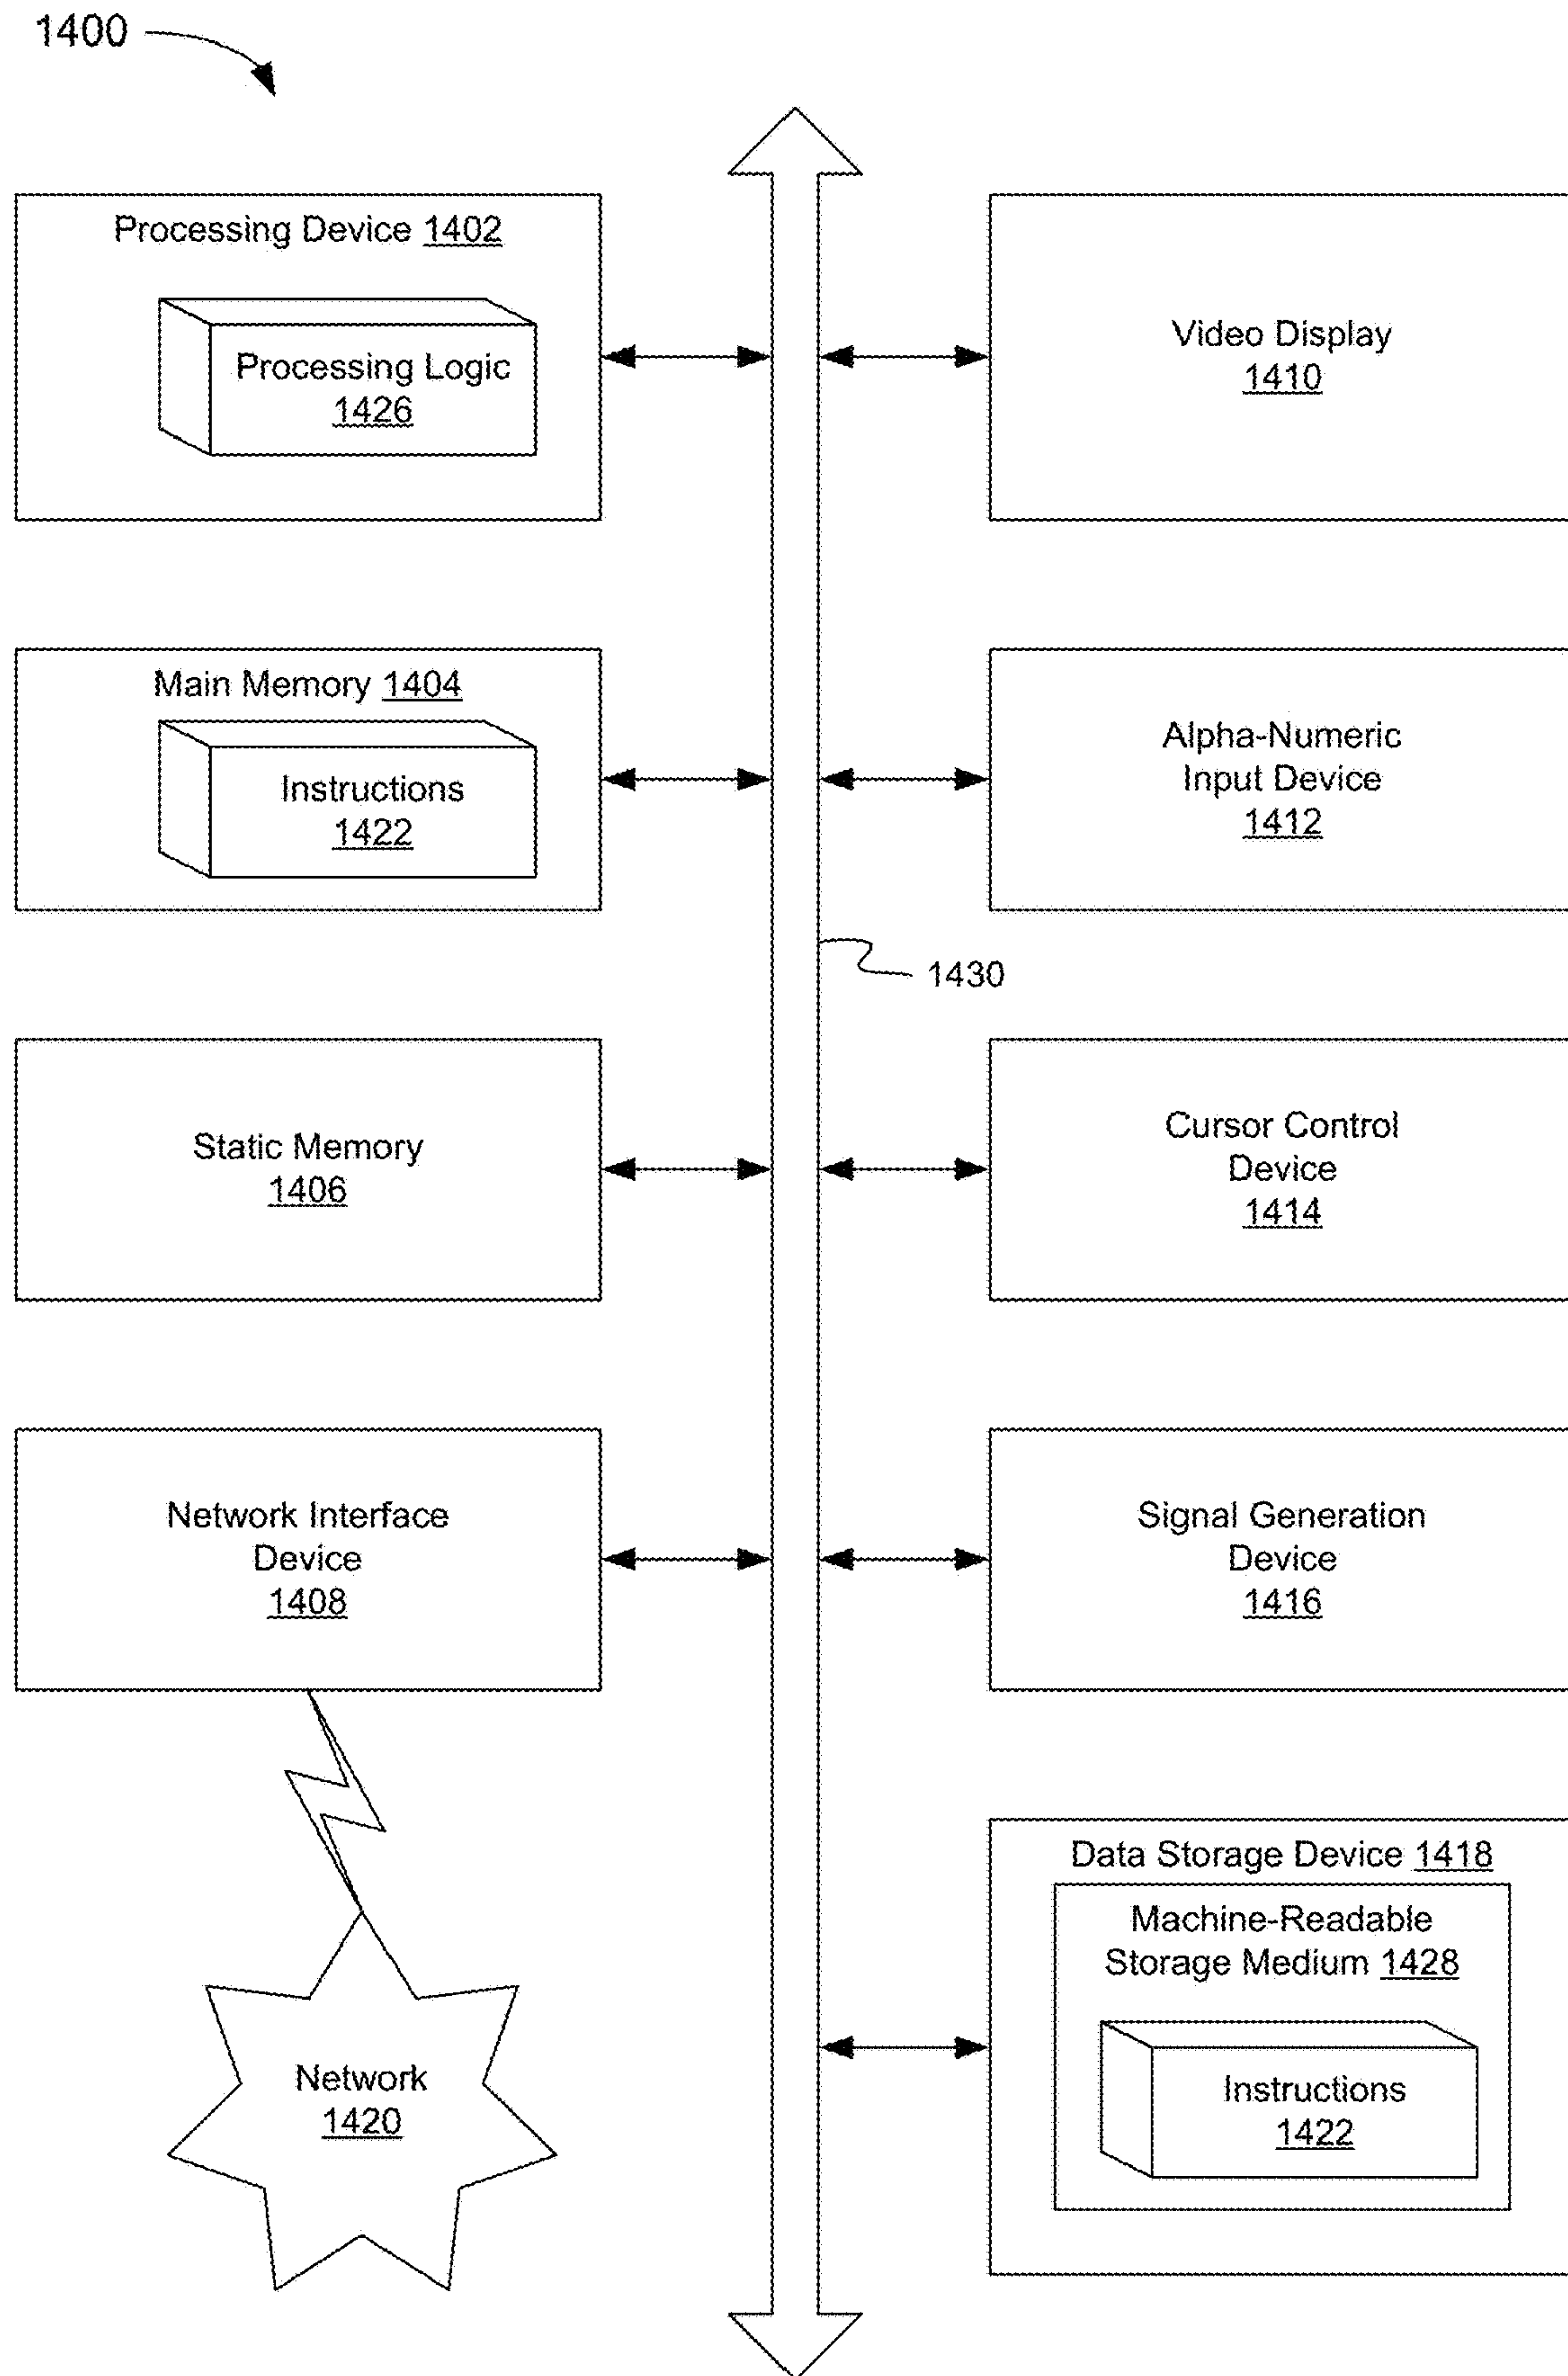 1400
Processing Device 1402
Processing Logic
1426
Video Display
1410
Main Memory 1404
Instructions
1422
Alpha-Numeric
Input Device
1412
1430
Static Memory
1406
Cursor Control
Device
1414
Network Interface
Device
1408
Signal Generation
Device
1416
Data Storage Device 1418
Machine-Readable
Storage Medium 1428
Instructions
1422
Network
1420